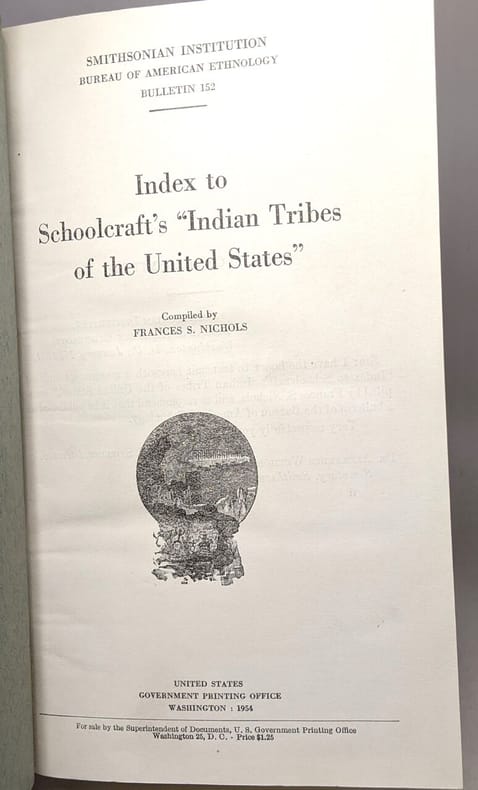 SMITHSONIAN INSTITUTION
BUREAU OF AMERICAN ETHNOLOGY
BULLETIN 152
Index to
Schoolcraft's “Indian Tribes
of the United States”
Compiled by
FRANCES S. NICHOLS
UNITED STATES
GOVERNMENT PRINTING OFFICE
WASHINGTON : 1954
For sale by the Superintendent of Documents, U. S. Government Printing Office
Washington 25, D. C. - Price $1.25